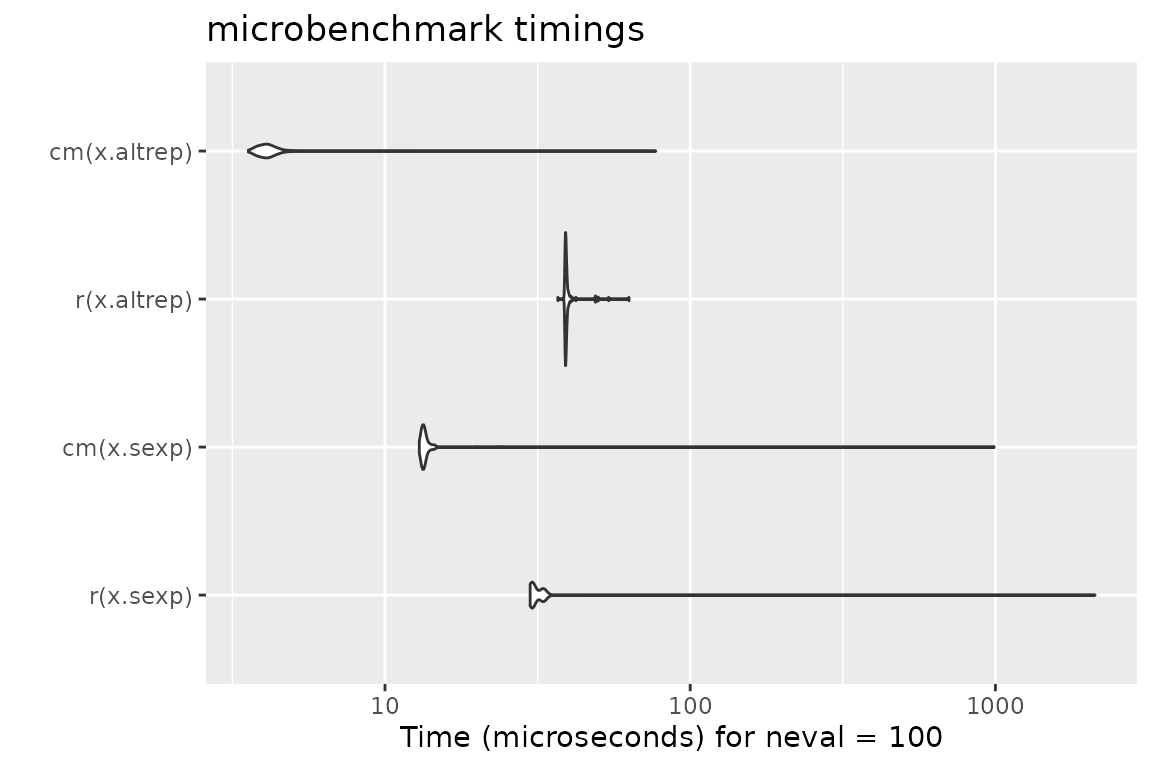 microbenchmark timings
cm(x.altrep)
r(x.altrep)
cm(x.sexp)
r(x.sexp)
10 100 1000
Time (microseconds) for neval = 100